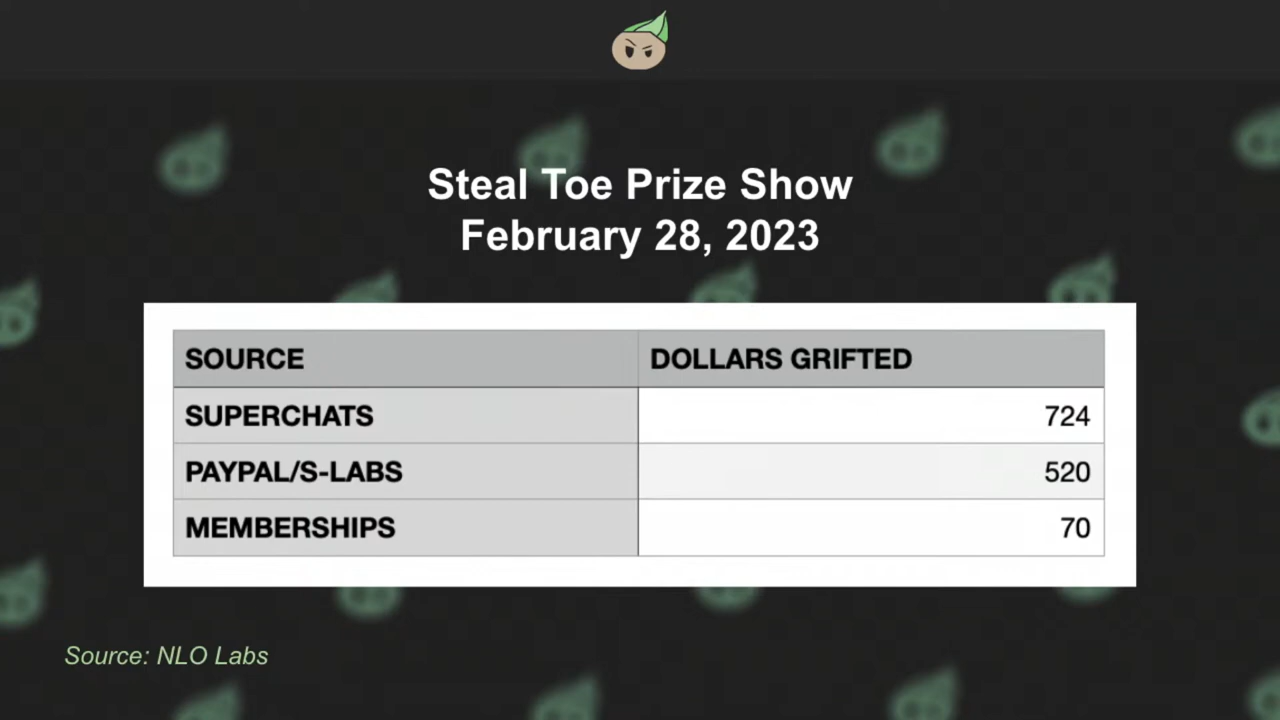 Steal Toe Prize Show
February 28, 2023
SOURCE DOLLARS GRIFTED
SUPERCHATS 724
PAYPAL/S-LABS 520
MEMBERSHIPS 70
Source: NLO Labs